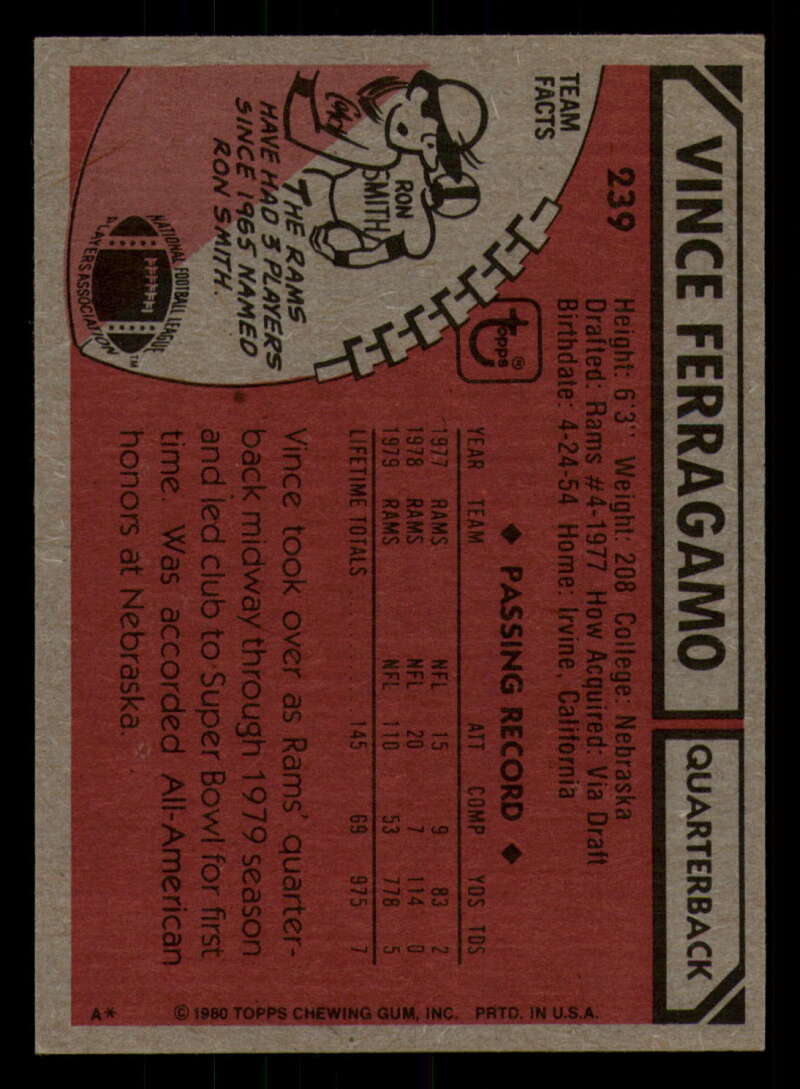 VINCE FERRAGAMO
QUARTERBACK
239
Height: 6'3" Weight: 208 College: Nebraska
Drafted: Rams #4-1977 How Acquired: Via Draft
Birthdate: 4-24-54 Home: Irvine, California
TEAM
FACTS
RON
SMITH
THE RAMS
HAVE HAD 3 PLAYERS
SINCE 1965 NAMED
RON SMITH.
NATIONAL FOOTBALL LEAGUE
PLAYERS ASSOCIATION
TM
topps®
◆ PASSING RECORD ◆
YEAR TEAM ATT COMP YDS TDS
1977 RAMS NFL 15 9 83 2
1978 RAMS NFL 20 7 114 0
1979 RAMS NFL 110 53 778 5
LIFETIME TOTALS .......... 145 69 975 7
Vince took over as Rams' quarter-
back midway through 1979 season
and led club to Super Bowl for first
time. Was accorded All-American
honors at Nebraska.
A* © 1980 TOPPS CHEWING GUM, INC. PRTD. IN U.S.A.